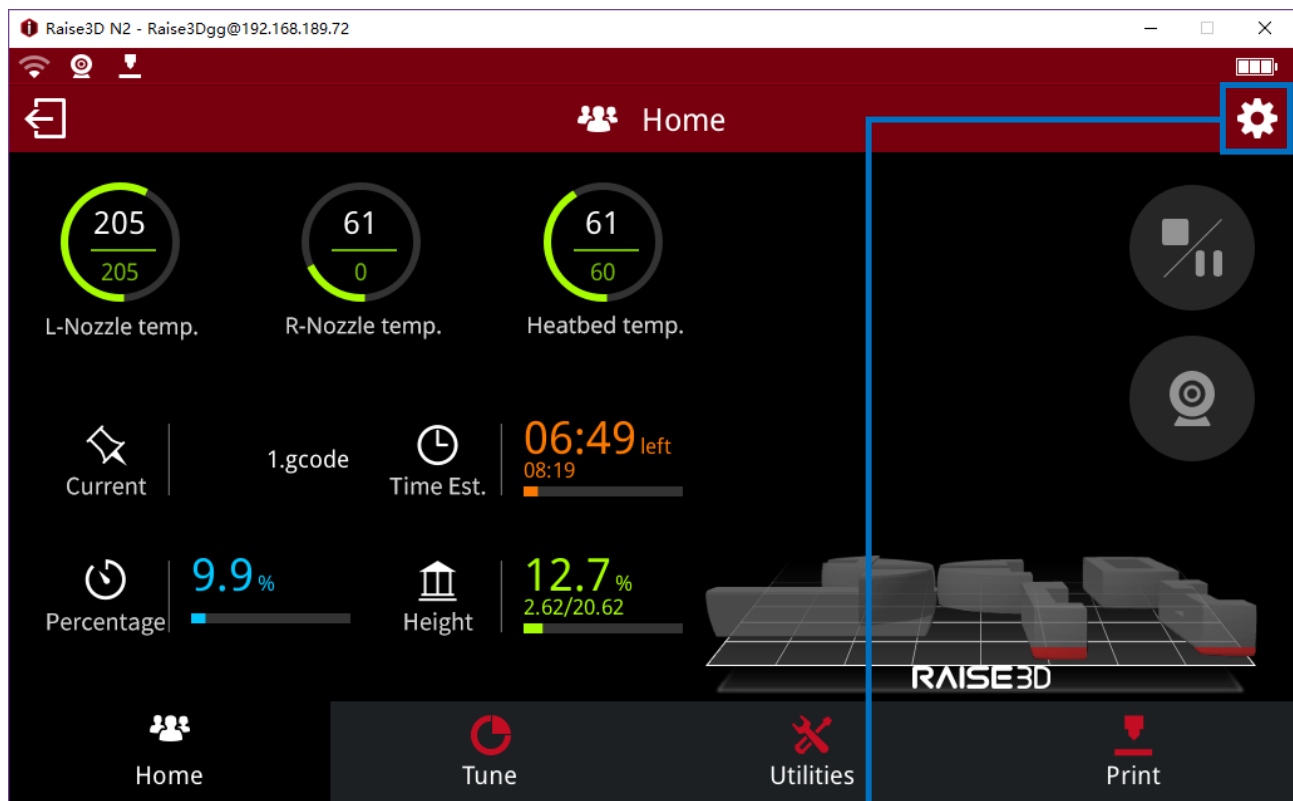 Raise3D N2 - Raise3Dgg@192.168.189.72
Home
205
205
L-Nozzle temp.
61
0
R-Nozzle temp.
61
60
Heatbed temp.
Current
1.gcode
Time Est.
06:49 left
08:19
Percentage
9.9 %
Height
12.7 %
2.62/20.62
RAISE3D
Home
Tune
Utilities
Print